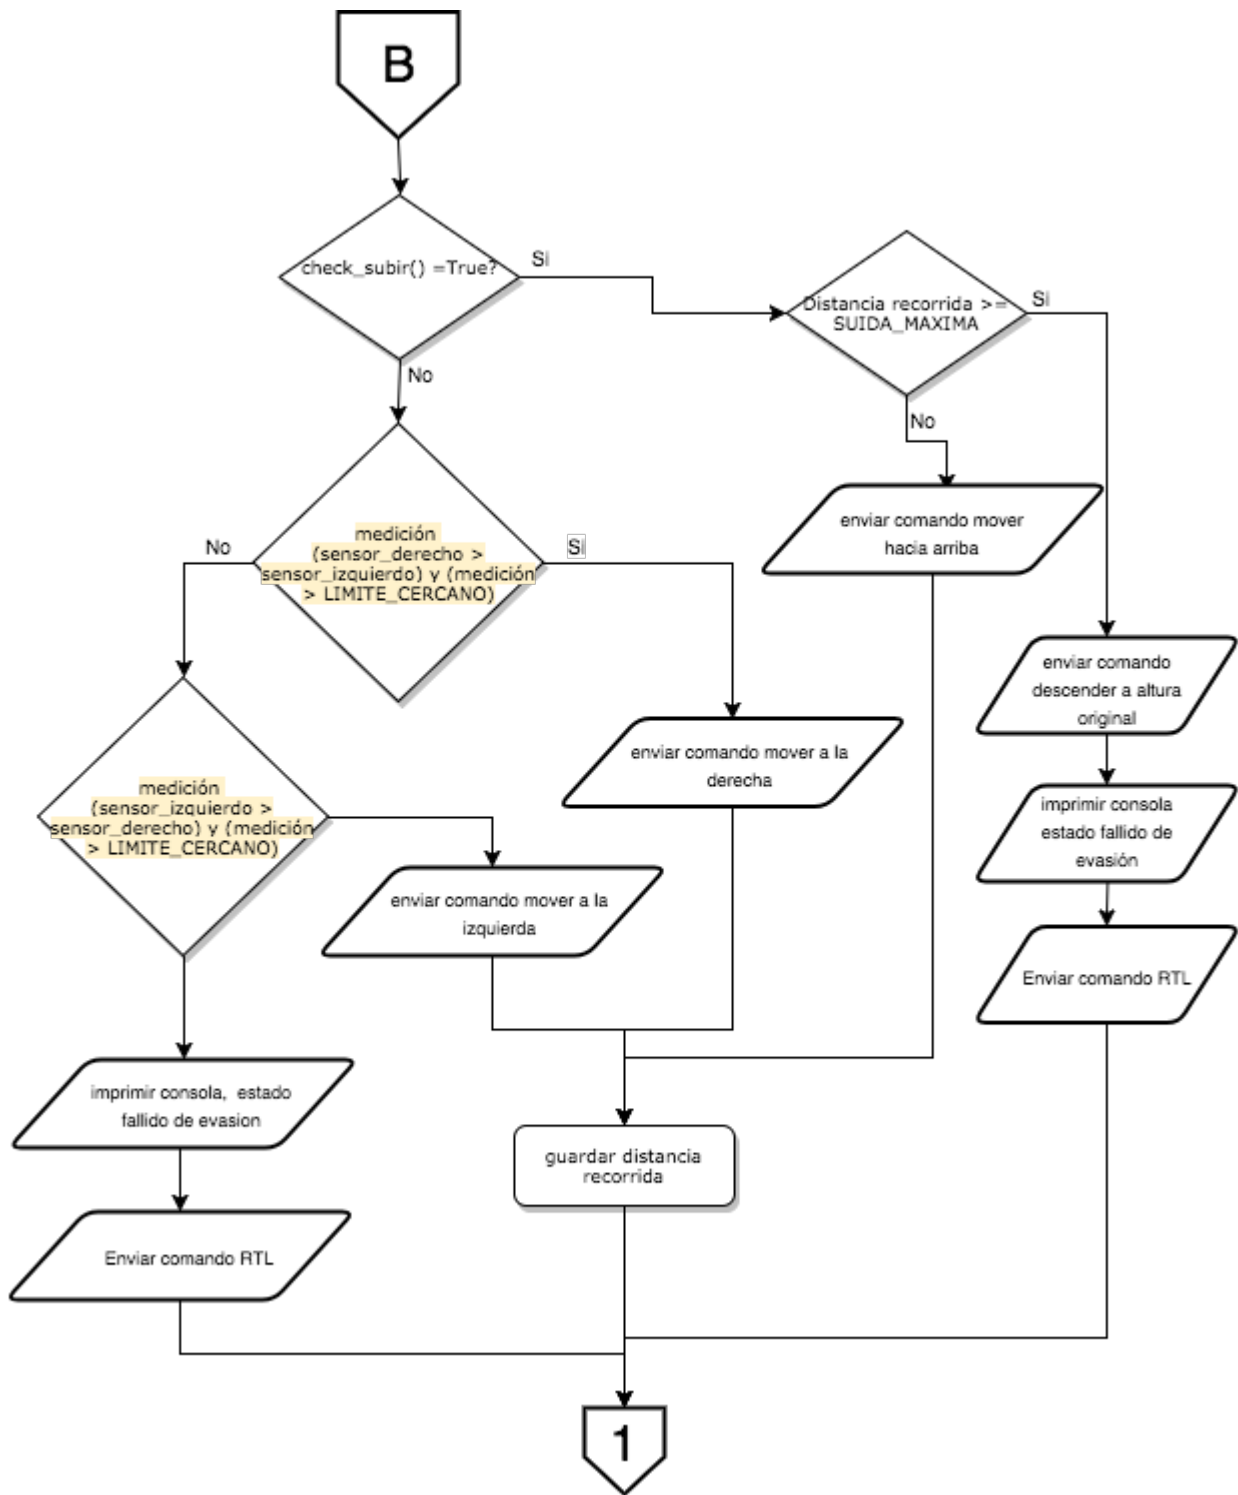 B
check_subir() =True?
Si
Distancia recorrida >=
SUIDA_MAXIMA
Si
No
No
enviar comando mover
hacia arriba
medición
(sensor_derecho >
sensor_izquierdo) y (medición
> LIMITE_CERCANO)
No
Si
enviar comando
descender a altura
original
enviar comando mover a la
derecha
medición
(sensor_izquierdo >
sensor_derecho) y (medición
> LIMITE_CERCANO)
imprimir consola
estado fallido de
evasión
enviar comando mover a la
izquierda
Enviar comando RTL
imprimir consola, estado
fallido de evasion
guardar distancia
recorrida
Enviar comando RTL
1